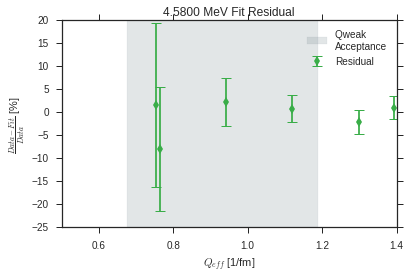 4.5800 MeV Fit Residual
20
15
10
5
0
−5
−10
−15
−20
−25
Data−Fit
Data
[%]
Qweak
Acceptance
Residual
0.6
0.8
1.0
1.2
1.4
Q_eff [1/fm]